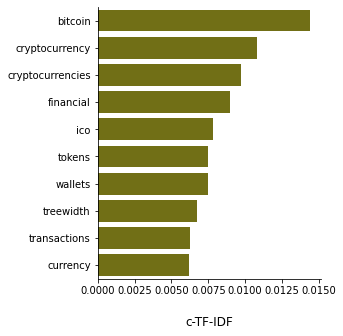 bitcoin
cryptocurrency
cryptocurrencies
financial
ico
tokens
wallets
treewidth
transactions
currency
0.0000 0.0025 0.0050 0.0075 0.0100 0.0125 0.0150
c-TF-IDF